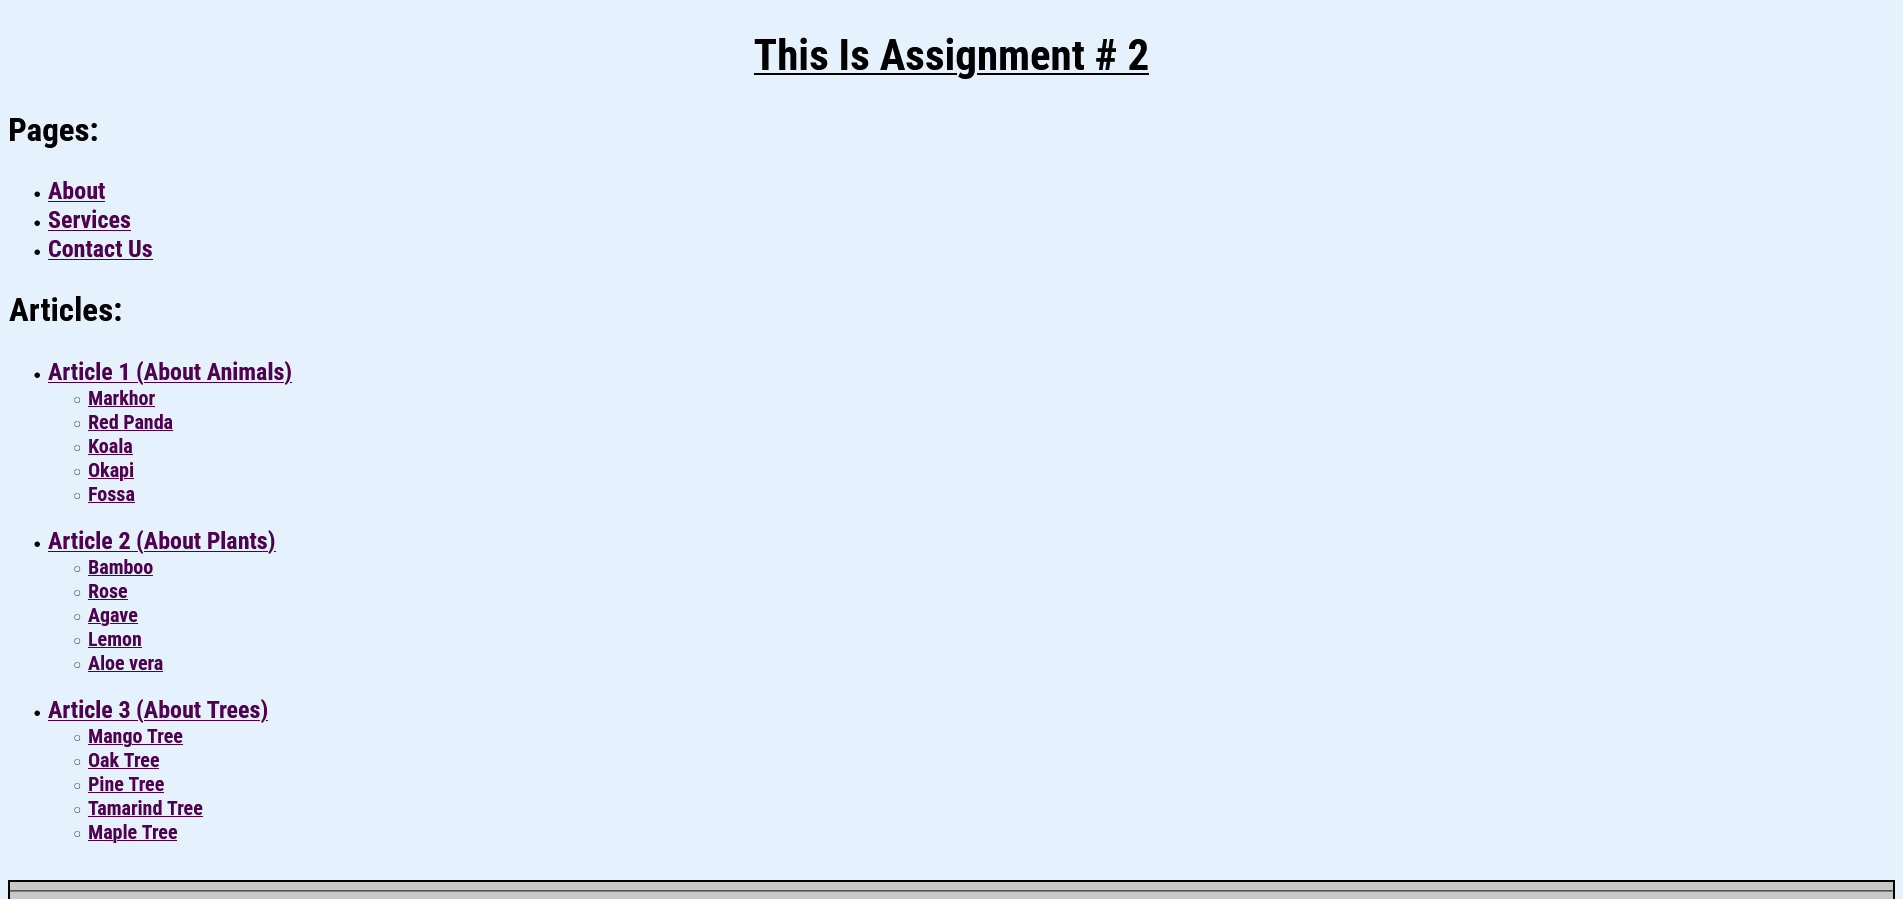 This Is Assignment # 2
Pages:
About
Services
Contact Us
Articles:
Article 1 (About Animals)
Markhor
Red Panda
Koala
Okapi
Fossa
Article 2 (About Plants)
Bamboo
Rose
Agave
Lemon
Aloe vera
Article 3 (About Trees)
Mango Tree
Oak Tree
Pine Tree
Tamarind Tree
Maple Tree